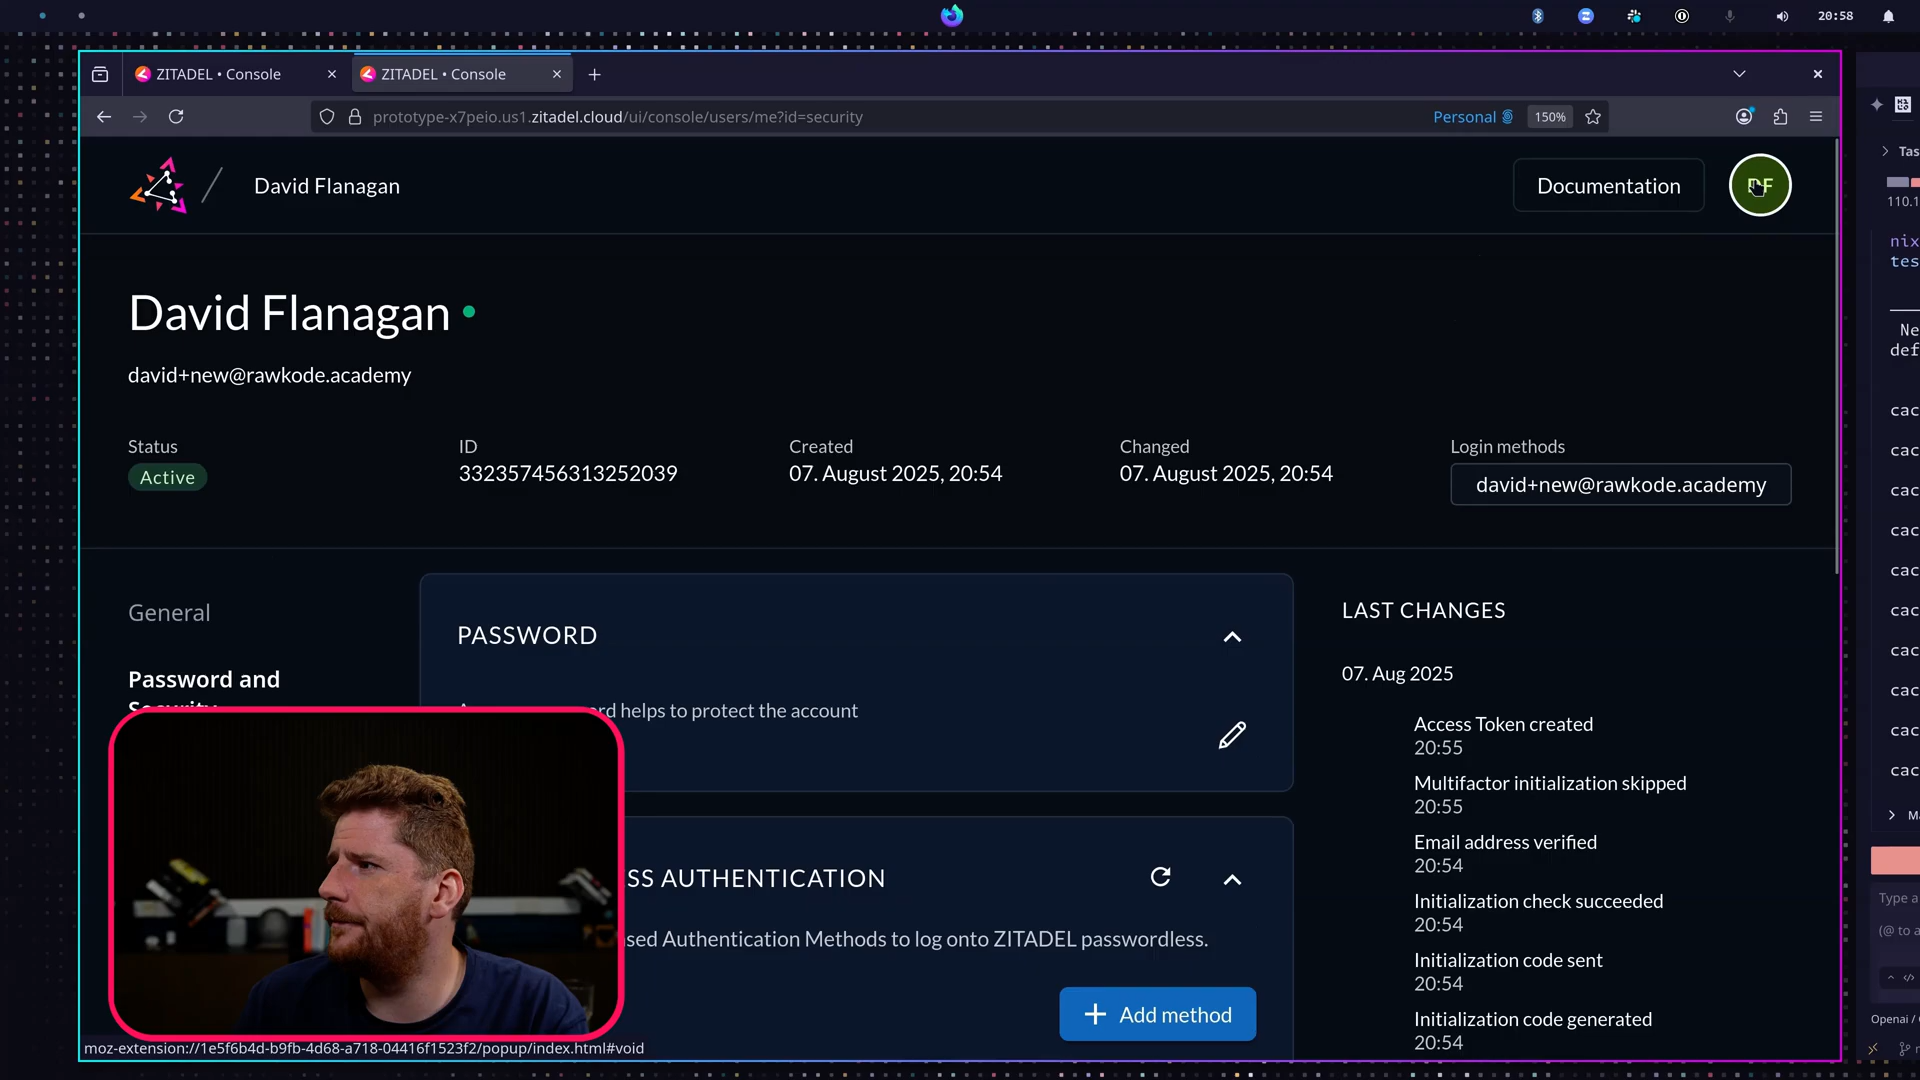 20:58
ZITADEL • Console
ZITADEL • Console
prototype-x7peio.us1.zitadel.cloud/ui/console/users/me?id=security
Personal
150%
David Flanagan
Documentation
David Flanagan
david+new@rawkode.academy
Status
Active
ID
332357456313252039
Created
07. August 2025, 20:54
Changed
07. August 2025, 20:54
Login methods
david+new@rawkode.academy
General
Password and
Security
PASSWORD
rd helps to protect the account
SS AUTHENTICATION
sed Authentication Methods to log onto ZITADEL passwordless.
Add method
LAST CHANGES
07. Aug 2025
Access Token created
20:55
Multifactor initialization skipped
20:55
Email address verified
20:54
Initialization check succeeded
20:54
Initialization code sent
20:54
Initialization code generated
20:54
moz-extension://1e5f6b4d-b9fb-4d68-a718-04416f1523f2/popup/index.html#void
Tas
110.1
nix
tes
Ne
def
cac
cac
cac
cac
cac
cac
cac
cac
cac
cac
Ma
Type a
(@ to a
Openai /